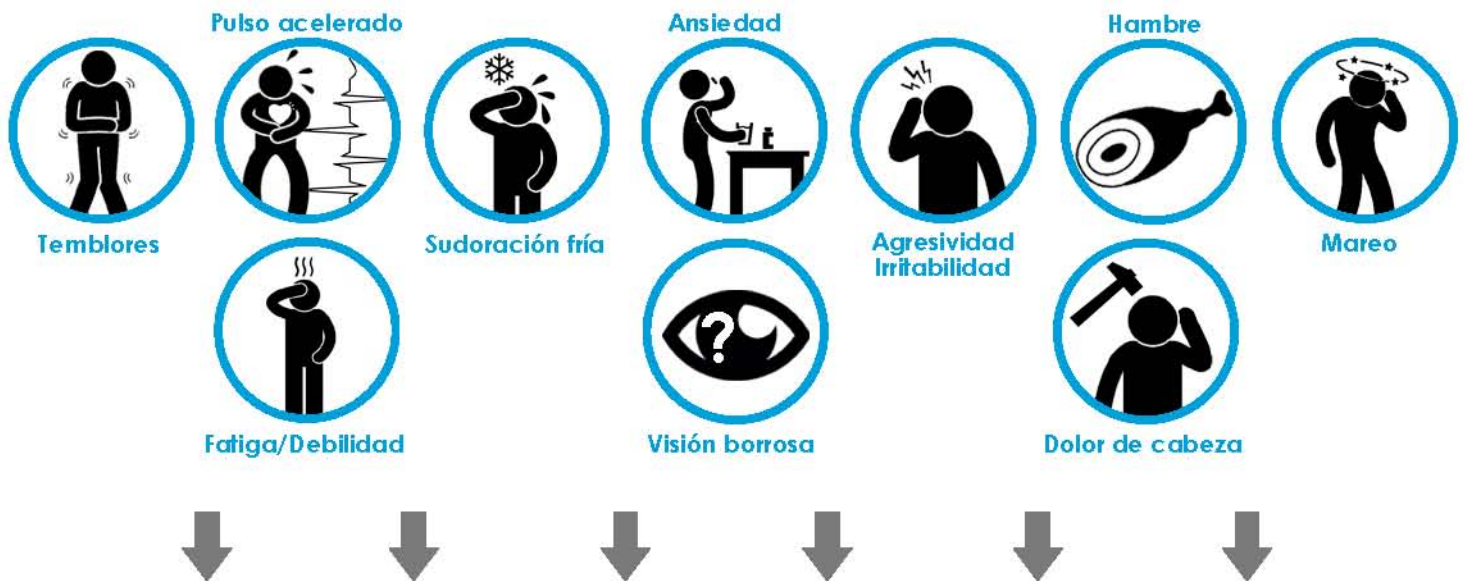 Pulso acelerado
Ansiedad
Hambre
Temblores
Sudoración fría
Agresividad
Irritabilidad
Mareo
?
Fatiga/Debilidad
Visión borrosa
Dolor de cabeza